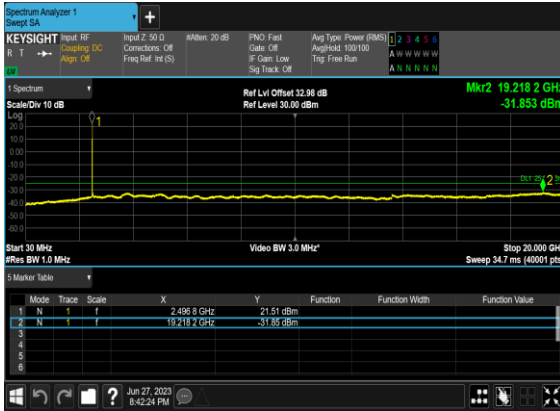 Spectrum Analyzer 1
Swept SA
+
KEYSIGHT Input: RF Input Z: 50 Ω #Atten: 20 dB PNO: Fast Avg Type: Power (RMS) 1 2 3 4 5 6
R T Coupling: DC Corrections: Off Gate: Off Avg|Hold: 100/100 A W W W W W
Align: Off Freq Ref: Int (S) IF Gain: Low Trig: Free Run
Sig Track: Off A N N N N N
1 Spectrum
Ref Lvl Offset 32.98 dB Mkr2 19.218 2 GHz
Scale/Div 10 dB Ref Level 30.00 dBm -31.853 dBm
Log
1
20.0
10.0
0.00
-10.0
-20.0
2
-30.0
-40.0
-50.0
-60.0
Start 30 MHz Video BW 3.0 MHz* Stop 20.000 GHz
#Res BW 1.0 MHz Sweep 34.7 ms (40001 pts)
5 Marker Table
Mode Trace Scale X Y Function Function Width Function Value
1 N 1 f 2.496 8 GHz 21.51 dBm
2 N 1 f 19.218 2 GHz -31.85 dBm
3
4
5
6
? Jun 27, 2023
8:42:24 PM